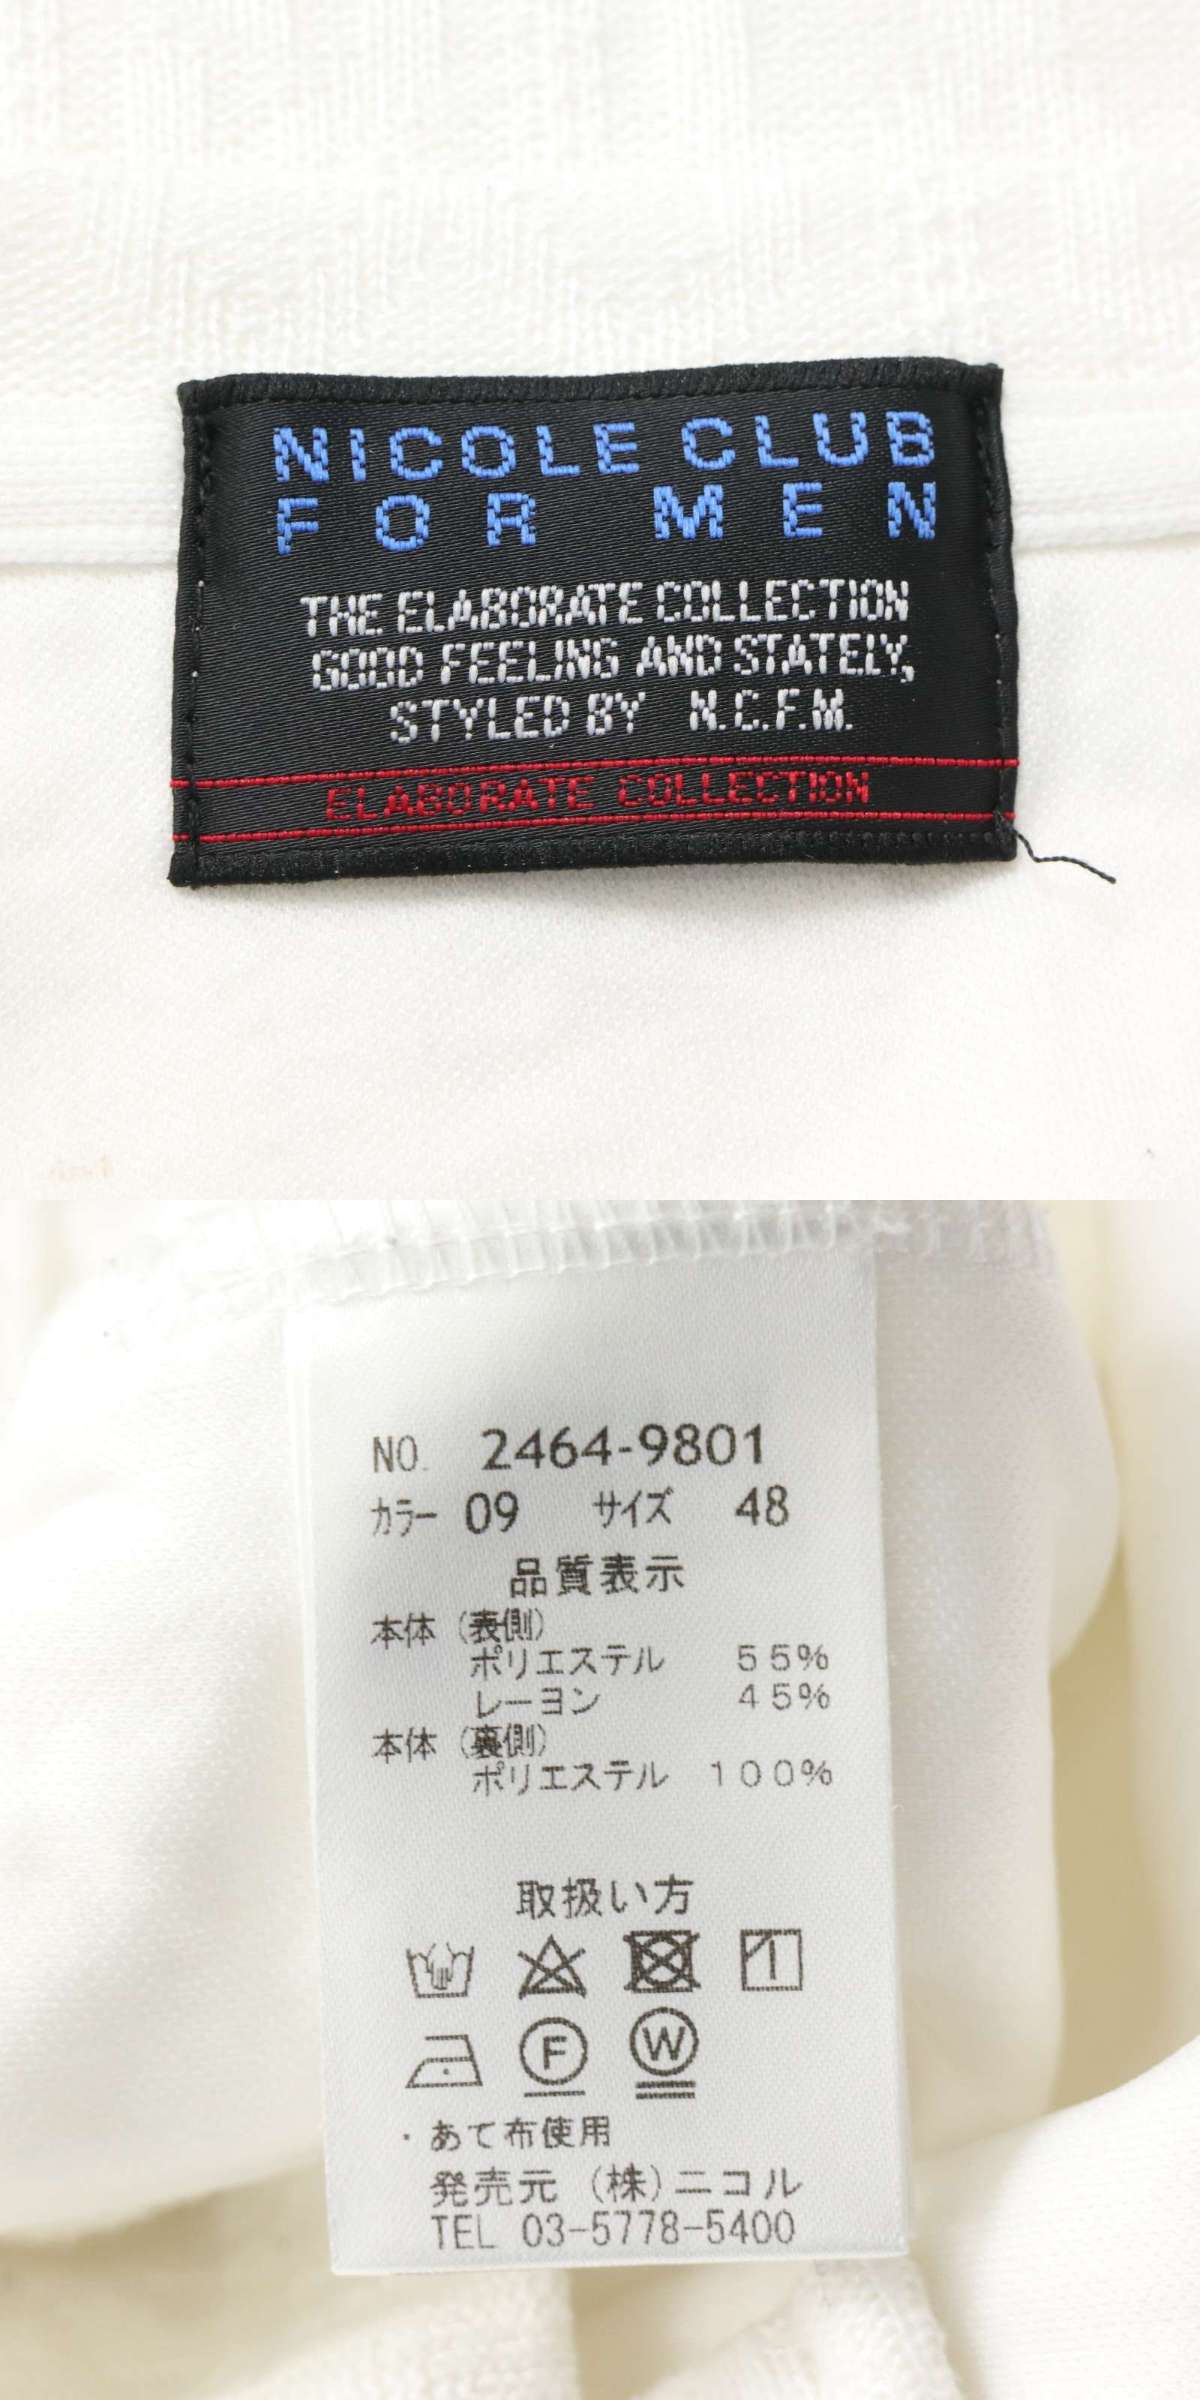 NICOLE CLUB
FOR MEN
THE ELABORATE COLLECTION
GOOD FEELING AND STATELY,
STYLED BY N.C.F.M.
ELABORATE COLLECTION
NO. 2464-9801
カラー 09 サイズ 48
品質表示
本体(表側)
ポリエステル 55%
レーヨン 45%
本体(裏側)
ポリエステル 100%
取扱い方
F W
・あて布使用
発売元 (株)ニコル
TEL 03-5778-5400